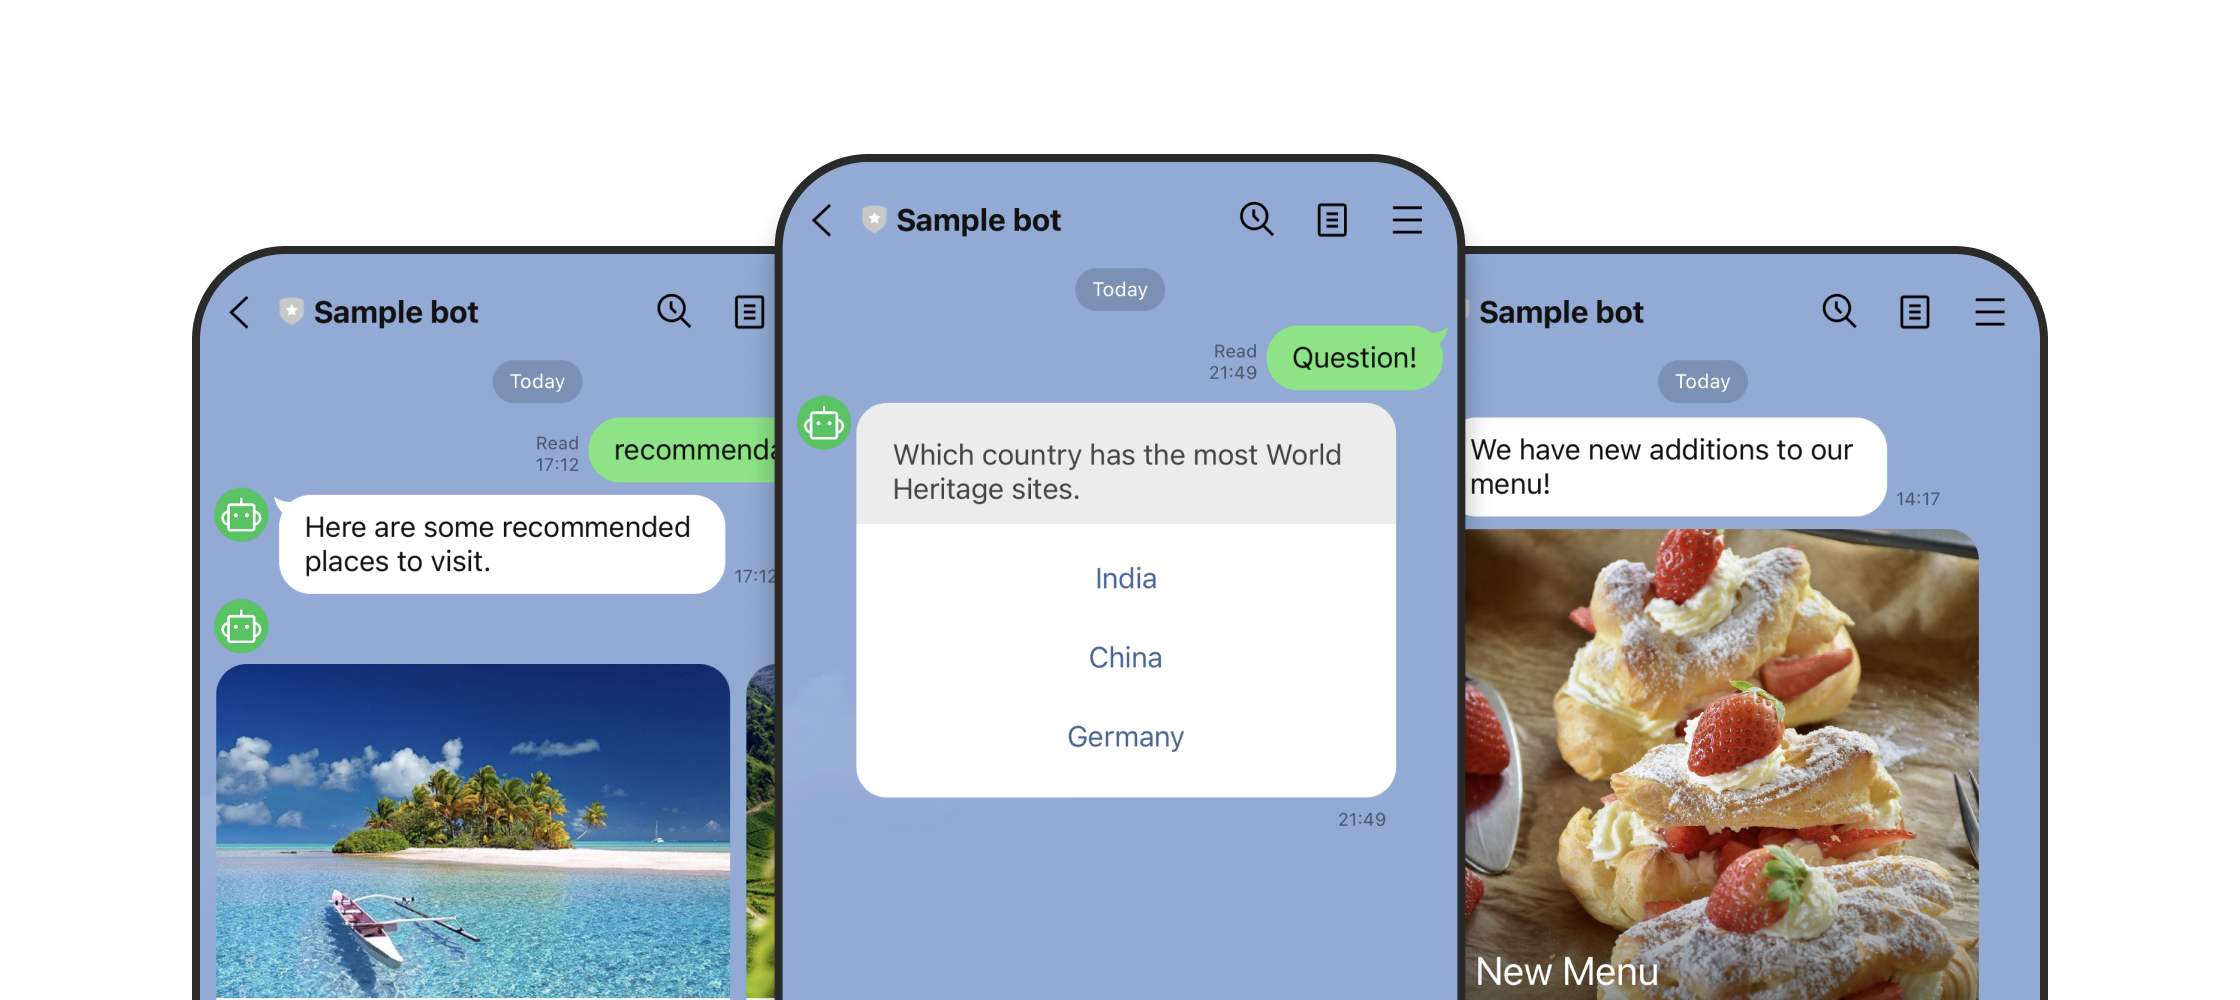 Sample bot
Today
Read
17:12
recommenda
Here are some recommended
places to visit.
17:12
Sample bot
Today
Read
21:49
Question!
Which country has the most World
Heritage sites.
India
China
Germany
21:49
Sample bot
Today
We have new additions to our
menu!
14:17
New Menu